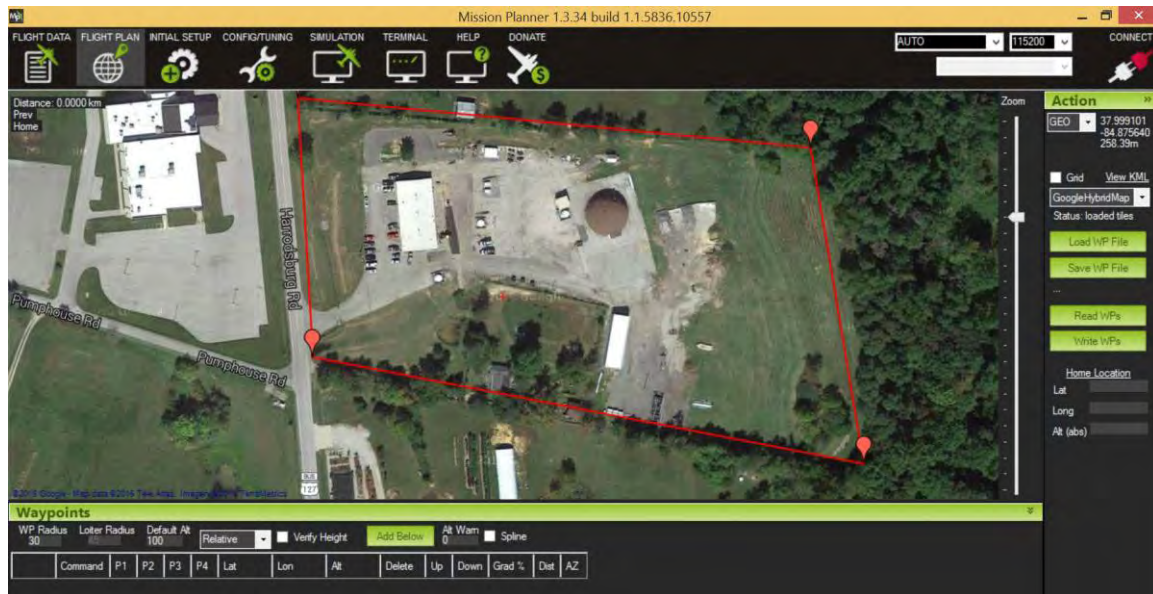 Mission Planner 1.3.34 build 1.1.5836.10557
FLIGHT DATA FLIGHT PLAN INITIAL SETUP CONFIG/TUNING SIMULATION TERMINAL HELP DONATE
AUTO 115200 CONNECT
Distance: 0.0000 km
Prev
Home
Zoom
Action »
GEO 37.999101
-84.875640
258.39m
Grid View KML
GoogleHybridMap
Status: loaded tiles
Load WP File
Save WP File
...
Read WPs
Write WPs
Home Location
Lat
Long
Alt (abs)
Harrodsburg Rd
Pumphouse Rd
Pumphouse Rd
127
Waypoints
WP Radius Loiter Radius Default Alt Alt Warn
30 100 Relative Verify Height Add Below 0 Spline
Command P1 P2 P3 P4 Lat Lon Alt Delete Up Down Grad % Dist AZ